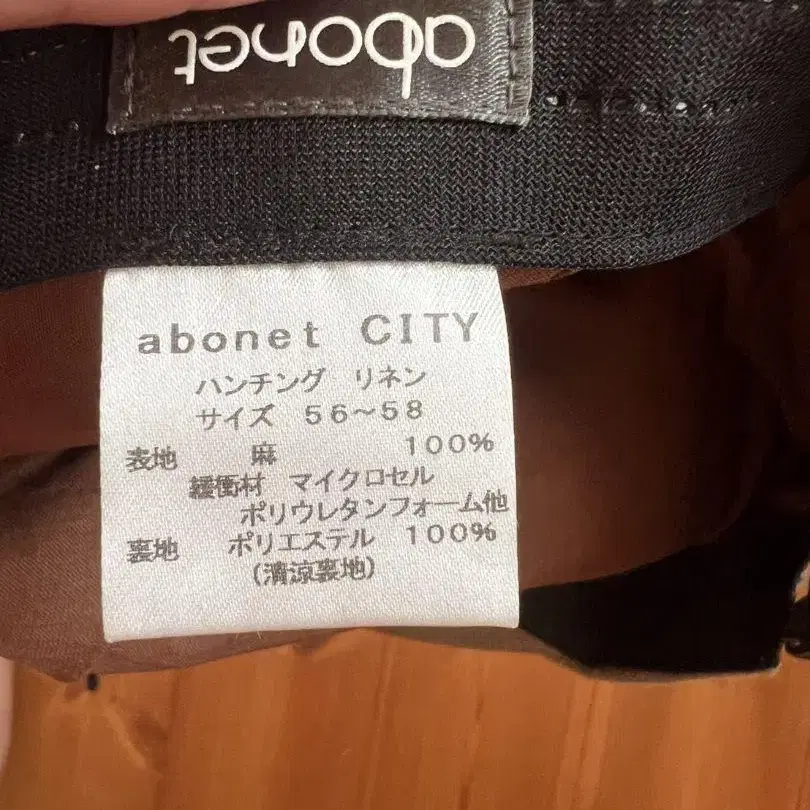 abonet
abonet CITY
ハンチング リネン
サイズ 56～58
表地 麻 100%
緩衝材 マイクロセル
ポリウレタンフォーム他
裏地 ポリエステル 100%
(清涼裏地)